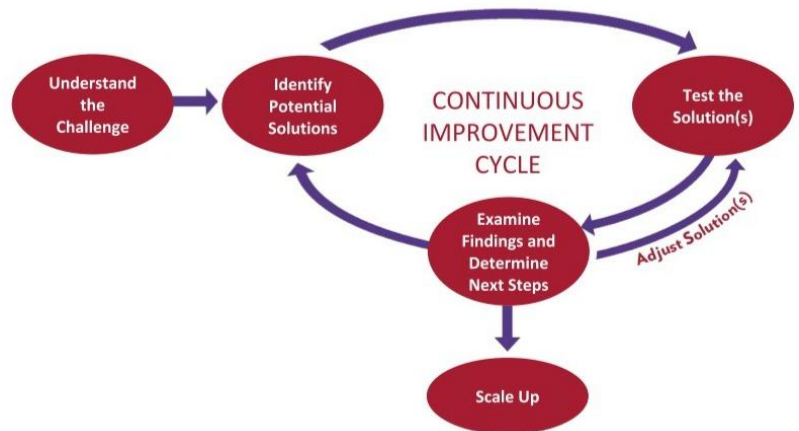 Understand
the
Challenge
Identify
Potential
Solutions
CONTINUOUS
IMPROVEMENT
CYCLE
Test the
Solution(s)
Examine
Findings and
Determine
Next Steps
Adjust Solution(s)
Scale Up